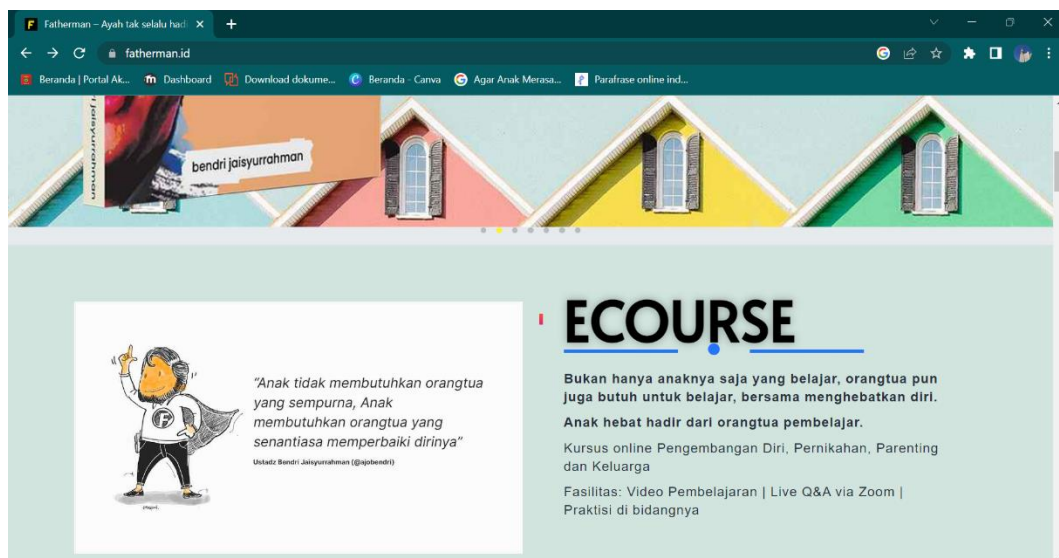 Fatherman – Ayah tak selalu hadi
fatherman.id
Beranda | Portal Ak...
Dashboard
Download dokume...
Beranda - Canva
Agar Anak Merasa...
Parafrase online ind...
bendri jaisyurrahman
ri jaisyurrahman
ECOURSE
"Anak tidak membutuhkan orangtua
yang sempurna, Anak
membutuhkan orangtua yang
senantiasa memperbaiki dirinya"
Ustadz Bendri Jaisyurrahman (@ajobendri)
Bukan hanya anaknya saja yang belajar, orangtua pun
juga butuh untuk belajar, bersama menghebatkan diri.
Anak hebat hadir dari orangtua pembelajar.
Kursus online Pengembangan Diri, Pernikahan, Parenting
dan Keluarga
Fasilitas: Video Pembelajaran | Live Q&A via Zoom |
Praktisi di bidangnya